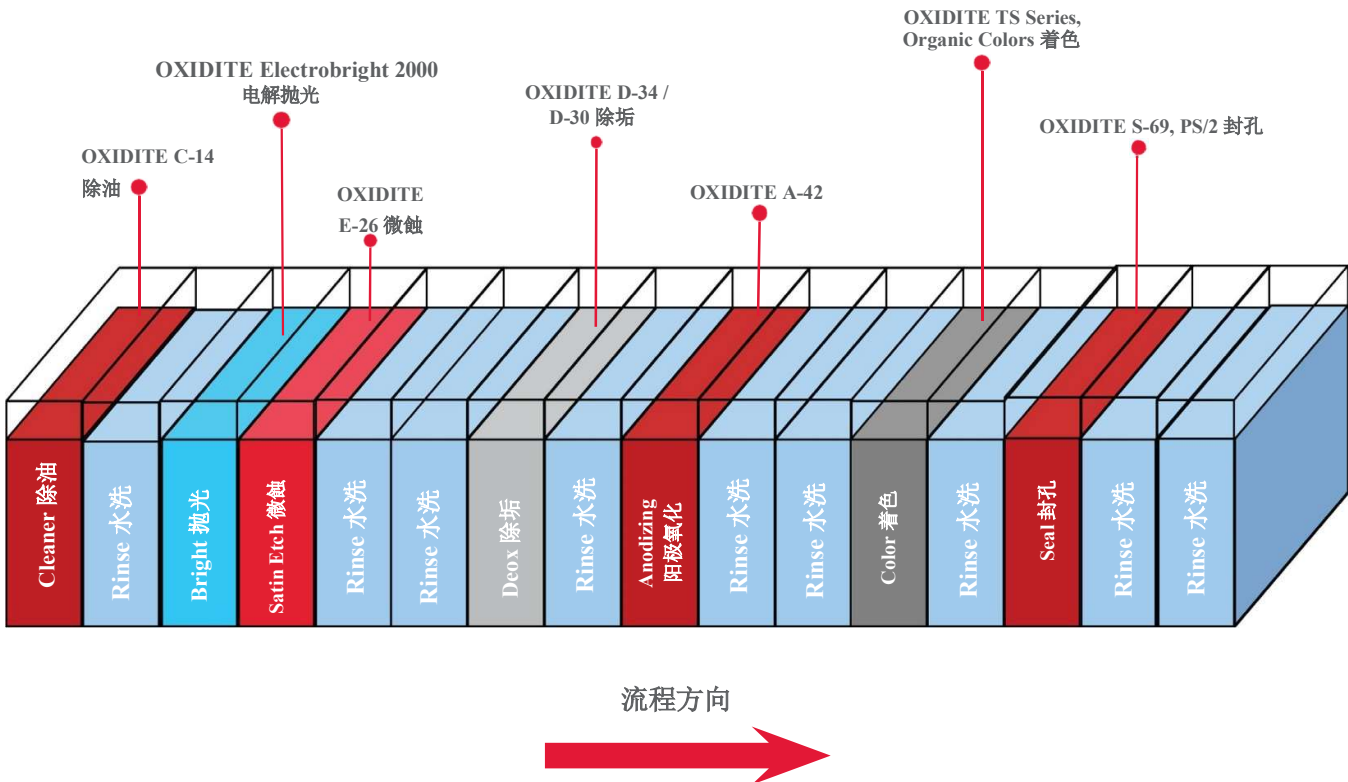 OXIDITE TS Series,
Organic Colors 着色
OXIDITE Electrobright 2000
电解抛光
OXIDITE D-34 /
D-30 除垢
OXIDITE S-69, PS/2 封孔
OXIDITE C-14
除油
OXIDITE
E-26 微蝕
OXIDITE A-42
Cleaner 除油
Rinse 水洗
Bright 抛光
Satin Etch 微蝕
Rinse 水洗
Rinse 水洗
Deox 除垢
Rinse 水洗
Anodizing
阳极氧化
Rinse 水洗
Rinse 水洗
Color 着色
Rinse 水洗
Seal 封孔
Rinse 水洗
Rinse 水洗
流程方向